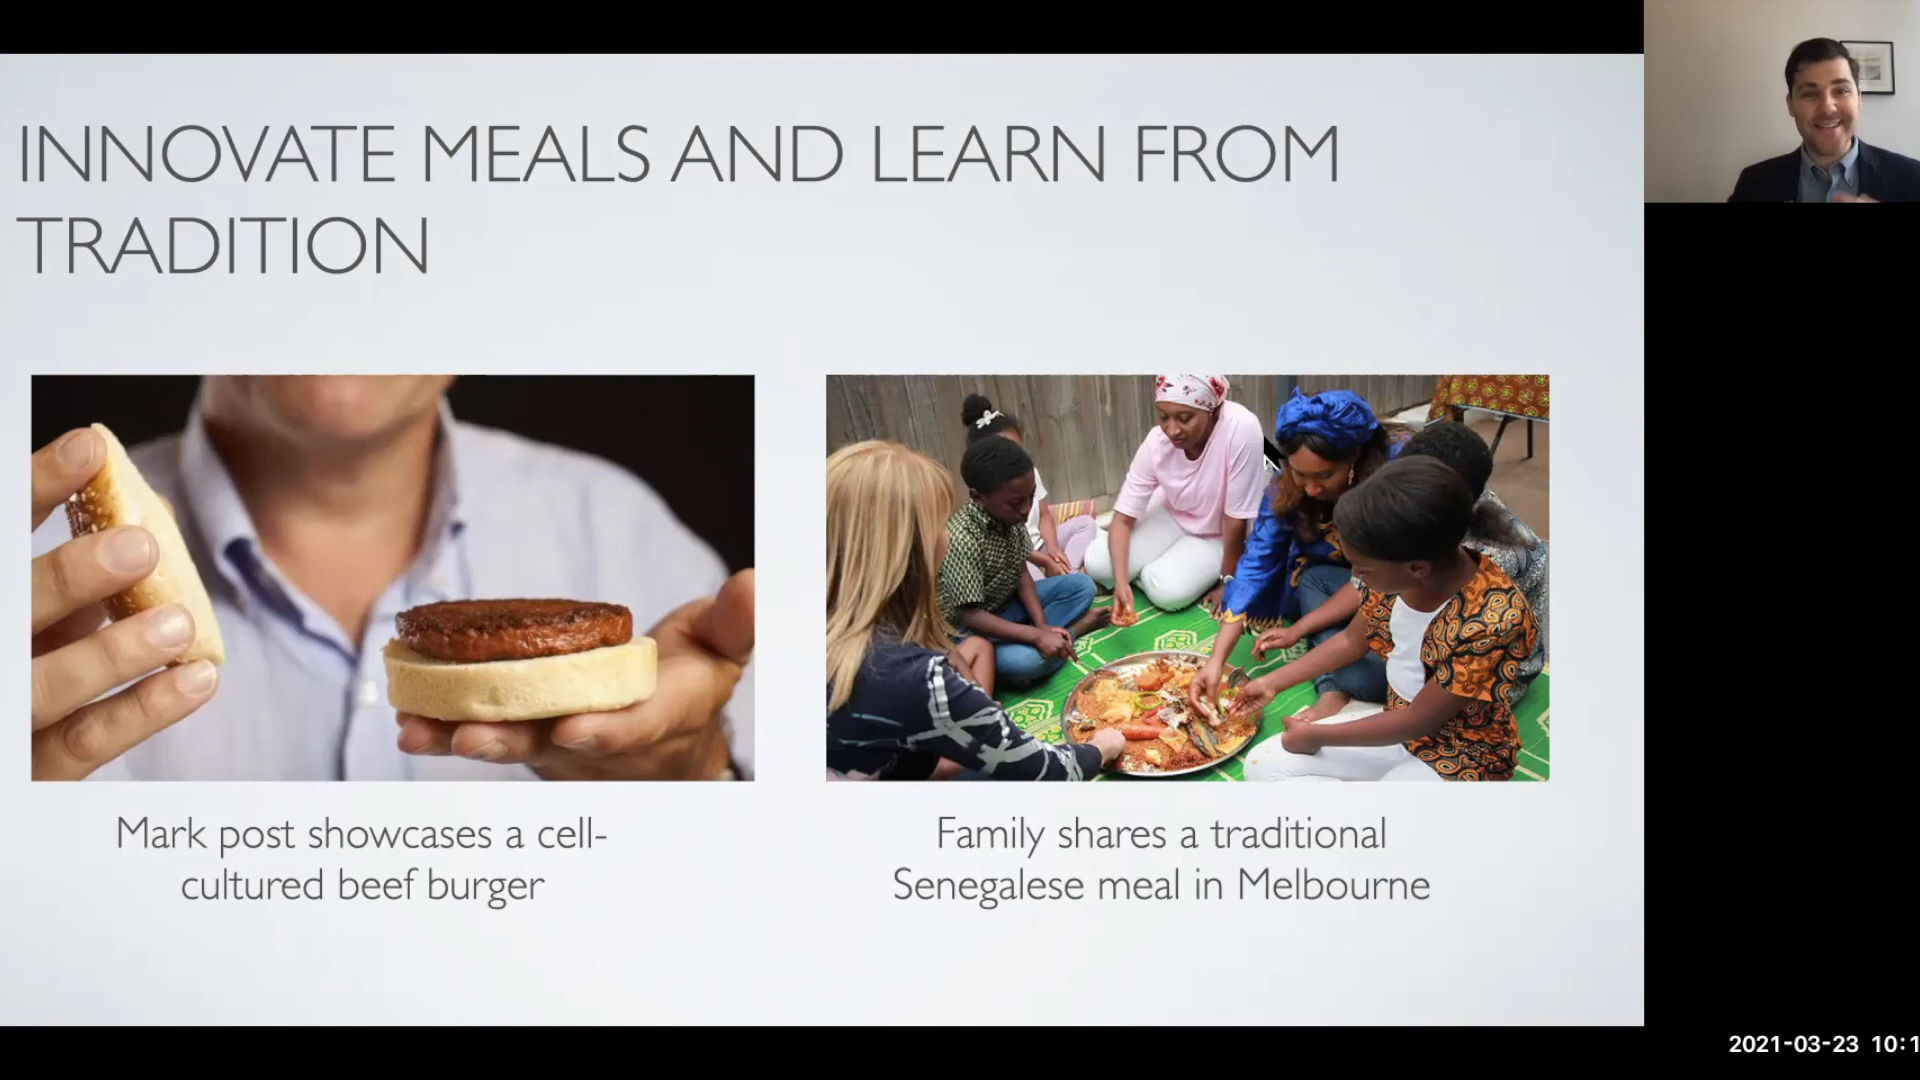 INNOVATE MEALS AND LEARN FROM
TRADITION
Mark post showcases a cell-
cultured beef burger
Family shares a traditional
Senegalese meal in Melbourne
2021-03-23 10:1